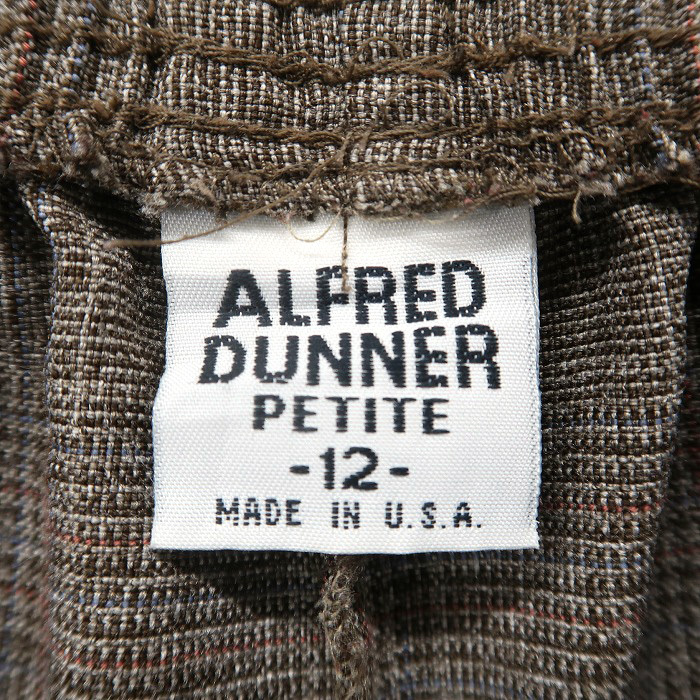 ALFRED
DUNNER
PETITE
-12-
MADE IN U.S.A.